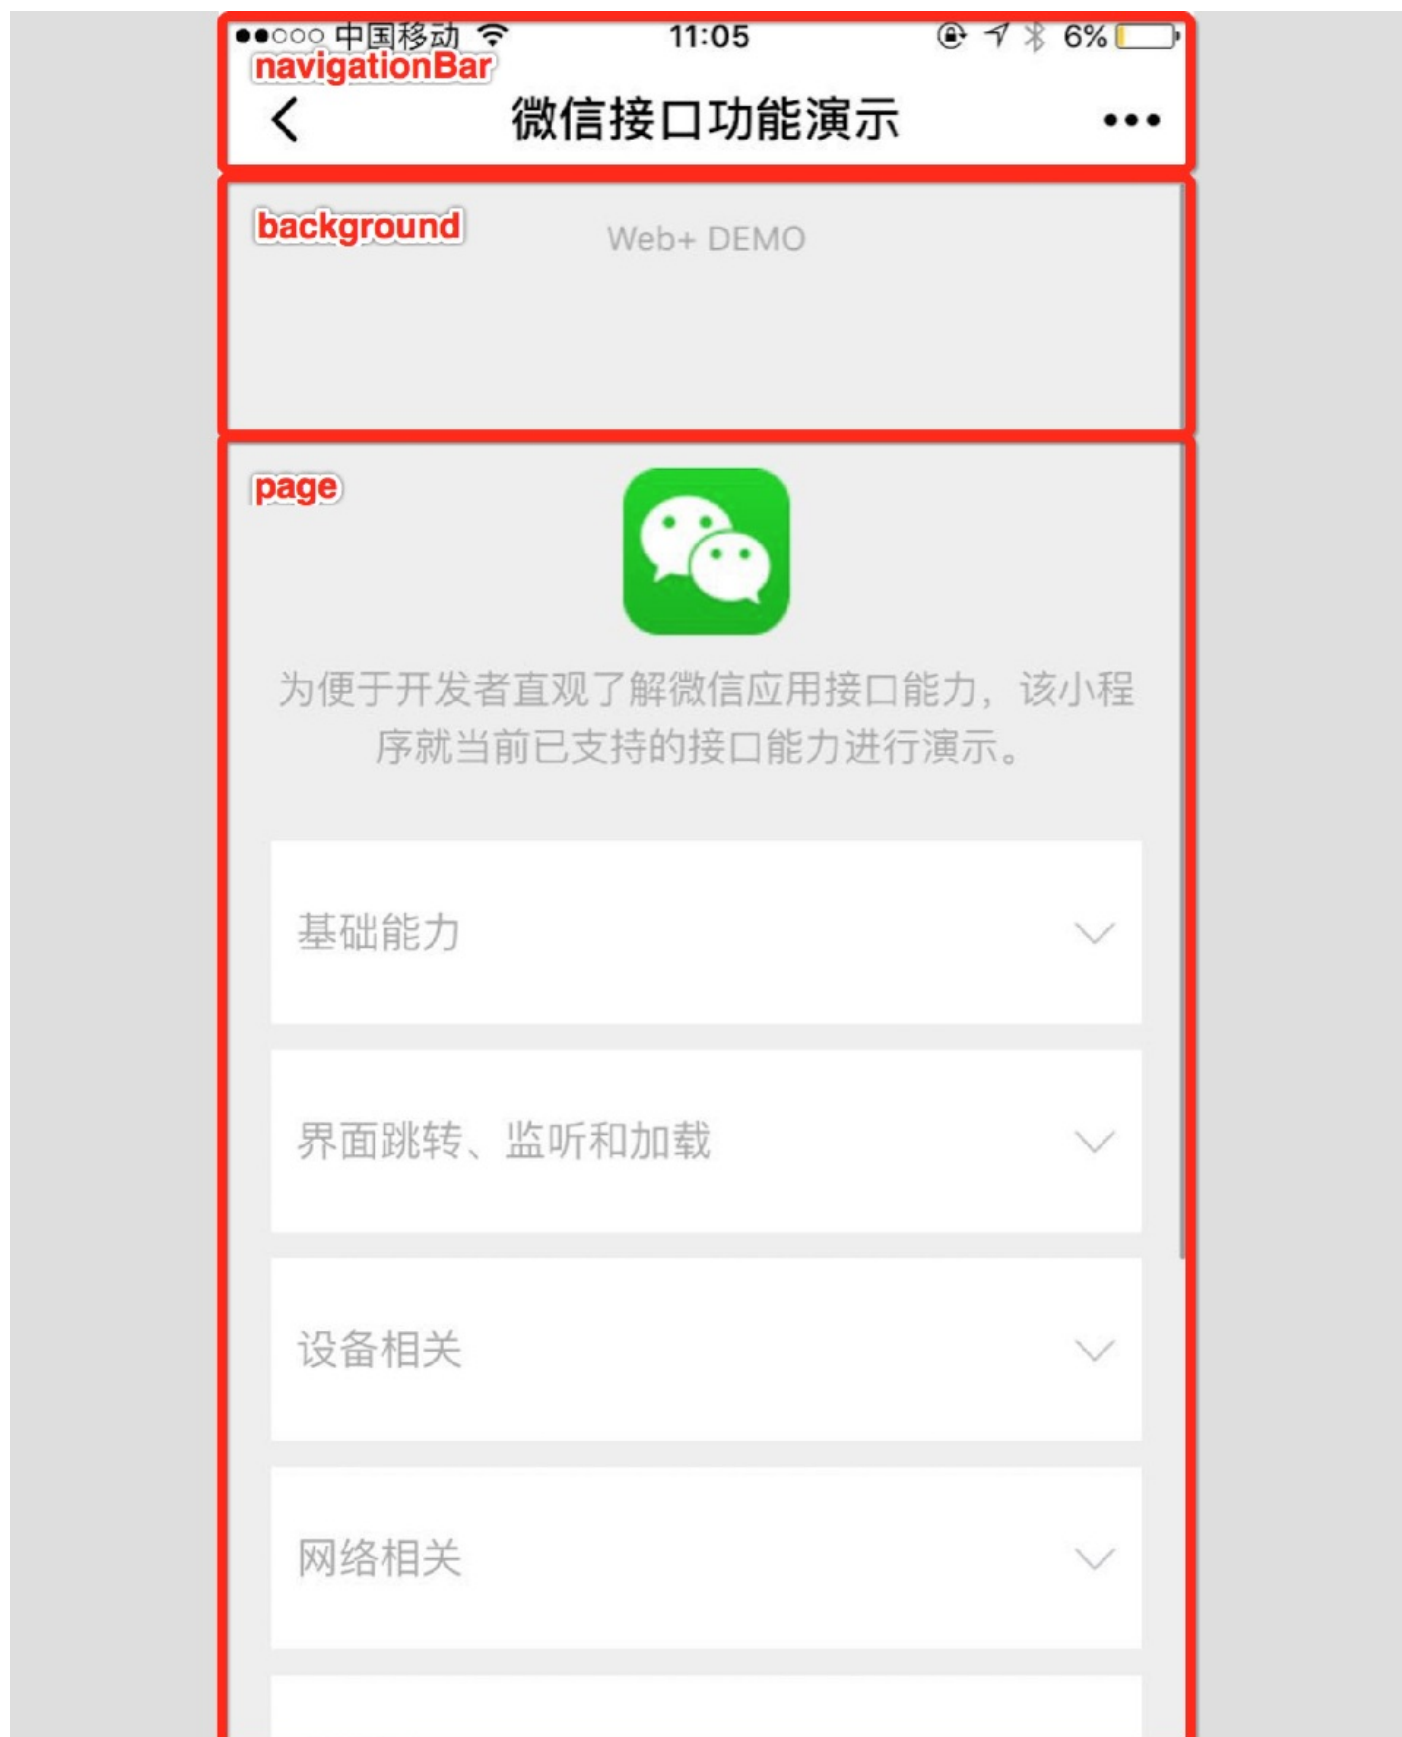 中国移动 11:05 6%
navigationBar
微信接口功能演示
background
Web+ DEMO
page
为便于开发者直观了解微信应用接口能力，该小程
序就当前已支持的接口能力进行演示。
基础能力
界面跳转、监听和加载
设备相关
网络相关